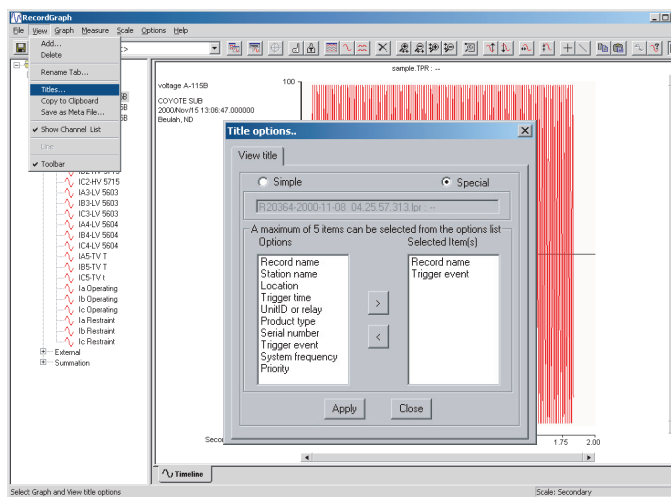 RecordGraph
File View Graph Measure Scale Options Help
Add...
Delete
Rename Tab...
Titles...
Copy to Clipboard
Save as Meta File...
Show Channel List
Line
Toolbar
IC2-HV 5715
IA3-LV 5603
IB3-LV 5603
IC3-LV 5603
IA4-LV 5604
IB4-LV 5604
IC4-LV 5604
IA5-TV T
IB5-TV T
IC5-TV t
Ia Operating
Ib Operating
Ic Operating
Ia Restraint
Ib Restraint
Ic Restraint
External
Summation
sample.TPR : --
voltage A-115B
100
COYOTE SUB
2000/Nov/15 13:06:47.000000
Beulah, ND
Title options..
View title
Simple
Special
R20364-2000-11-08 04.25.57.313.lpr : --
A maximum of 5 items can be selected from the options list
Options
Selected Item(s)
Record name
Station name
Location
Trigger time
UnitID or relay
Product type
Serial number
Trigger event
System frequency
Priority
Record name
Trigger event
>
<
Apply
Close
1.75
2.00
Timeline
Select Graph and View title options
Scale: Secondary